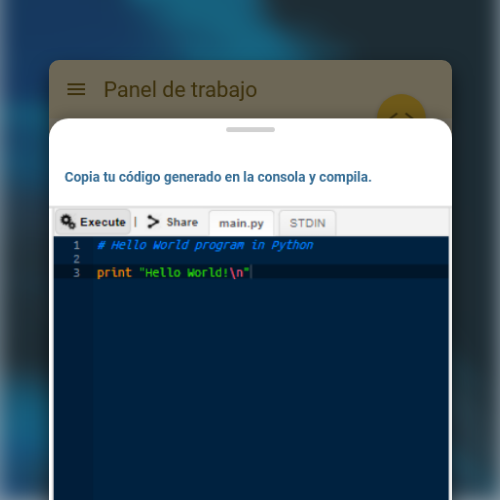 Panel de trabajo
Copia tu código generado en la consola y compila.
Execute | Share main.py STDIN
1 # Hello World program in Python
2
3 print "Hello World!\n"